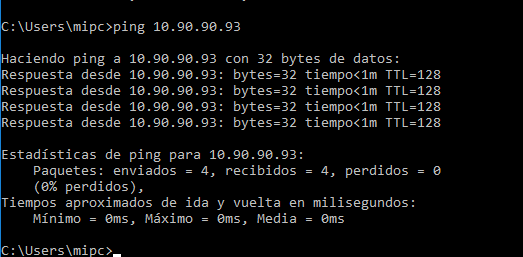 C:\Users\mipc>ping 10.90.90.93
Haciendo ping a 10.90.90.93 con 32 bytes de datos:
Respuesta desde 10.90.90.93: bytes=32 tiempo<1m TTL=128
Respuesta desde 10.90.90.93: bytes=32 tiempo<1m TTL=128
Respuesta desde 10.90.90.93: bytes=32 tiempo<1m TTL=128
Respuesta desde 10.90.90.93: bytes=32 tiempo<1m TTL=128
Estadísticas de ping para 10.90.90.93:
Paquetes: enviados = 4, recibidos = 4, perdidos = 0
(0% perdidos),
Tiempos aproximados de ida y vuelta en milisegundos:
Mínimo = 0ms, Máximo = 0ms, Media = 0ms
C:\Users\mipc>